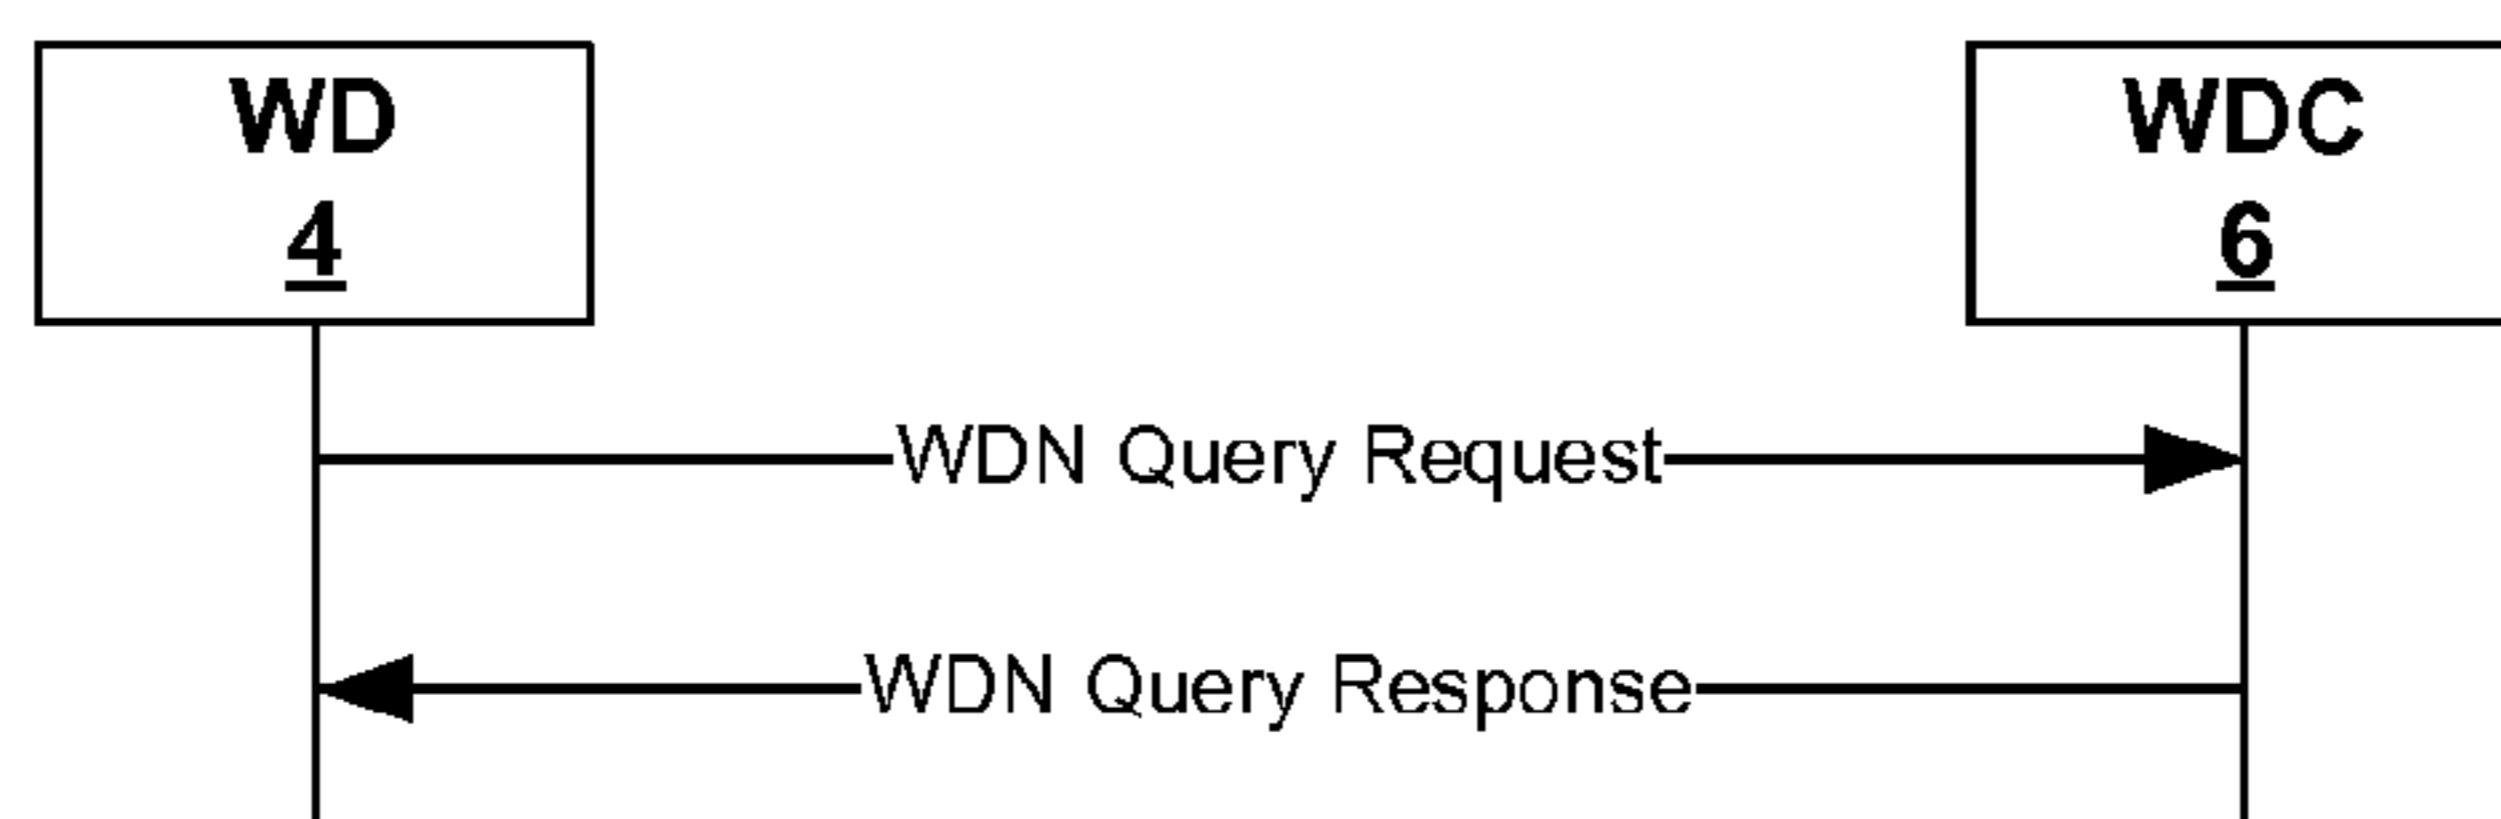 WD
4
WDC
6
WDN Query Request
WDN Query Response